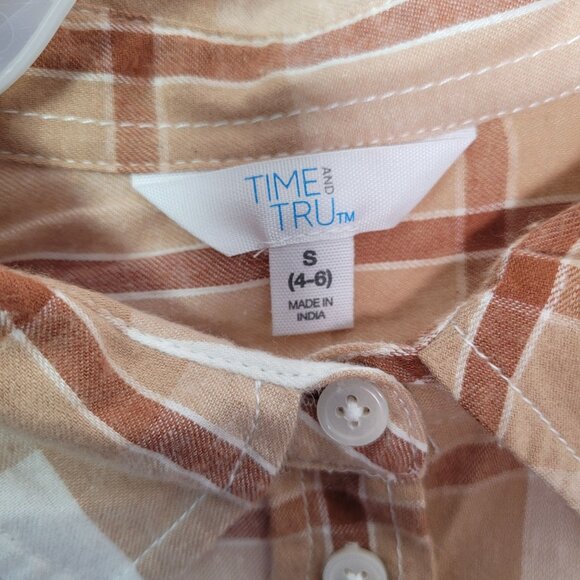 TIME AND
TRU™
S
(4-6)
MADE IN
INDIA